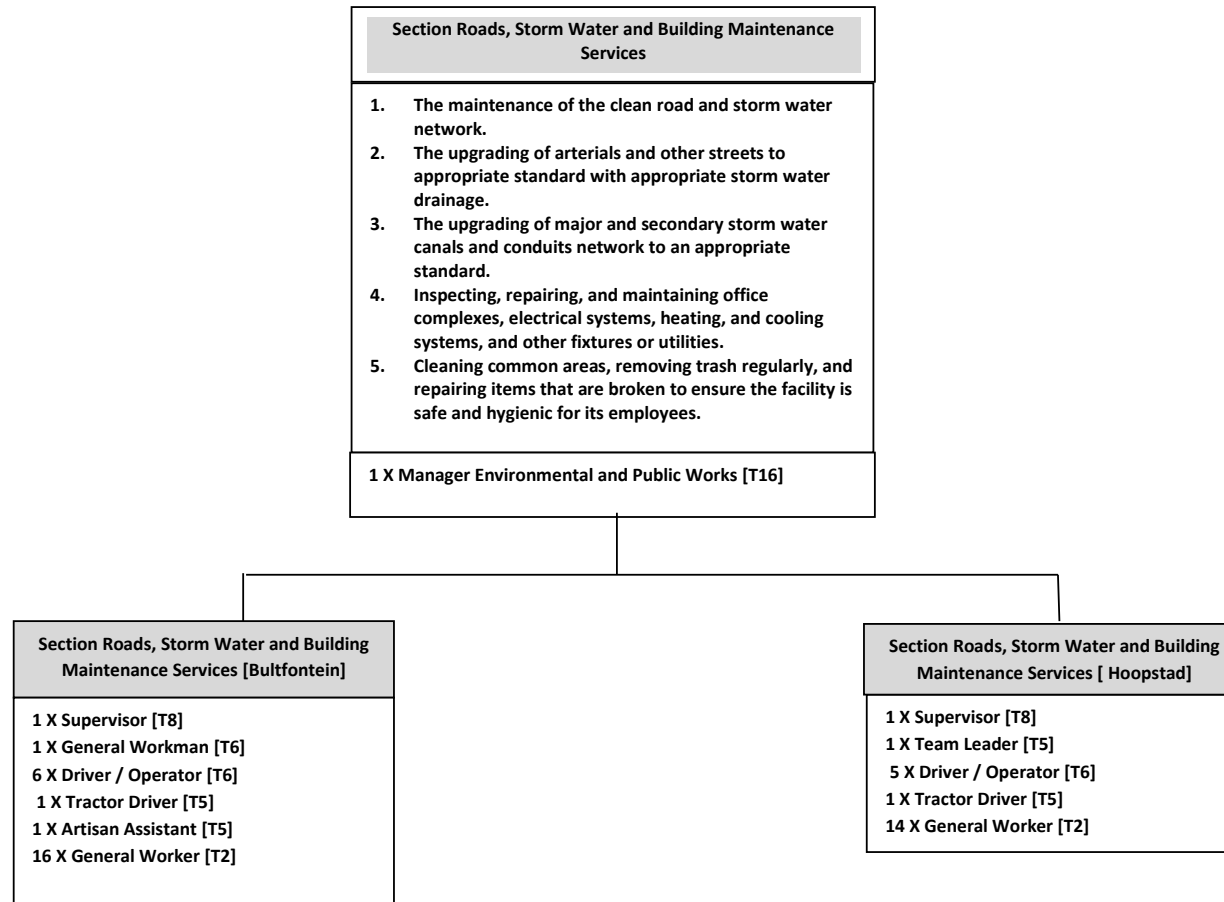 Section Roads, Storm Water and Building Maintenance
Services
1. The maintenance of the clean road and storm water
network.
2. The upgrading of arterials and other streets to
appropriate standard with appropriate storm water
drainage.
3. The upgrading of major and secondary storm water
canals and conduits network to an appropriate
standard.
4. Inspecting, repairing, and maintaining office
complexes, electrical systems, heating, and cooling
systems, and other fixtures or utilities.
5. Cleaning common areas, removing trash regularly, and
repairing items that are broken to ensure the facility is
safe and hygienic for its employees.
1 X Manager Environmental and Public Works [T16]
Section Roads, Storm Water and Building
Maintenance Services [Bultfontein]
1 X Supervisor [T8]
1 X General Workman [T6]
6 X Driver / Operator [T6]
1 X Tractor Driver [T5]
1 X Artisan Assistant [T5]
16 X General Worker [T2]
Section Roads, Storm Water and Building
Maintenance Services [ Hoopstad]
1 X Supervisor [T8]
1 X Team Leader [T5]
5 X Driver / Operator [T6]
1 X Tractor Driver [T5]
14 X General Worker [T2]